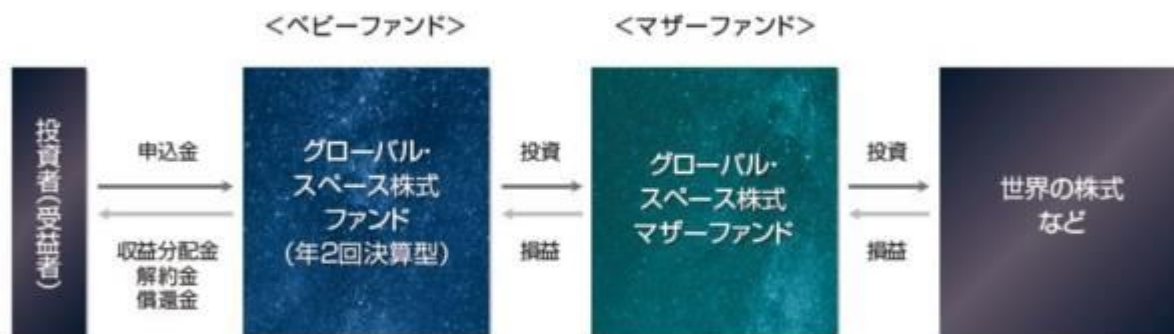 ＜ベビーファンド＞
＜マザーファンド＞
投資者(受益者)
申込金
収益分配金
解約金
償還金
グローバル・
スペース株式
ファンド
(年2回決算型)
投資
損益
グローバル・
スペース株式
マザーファンド
投資
損益
世界の株式
など